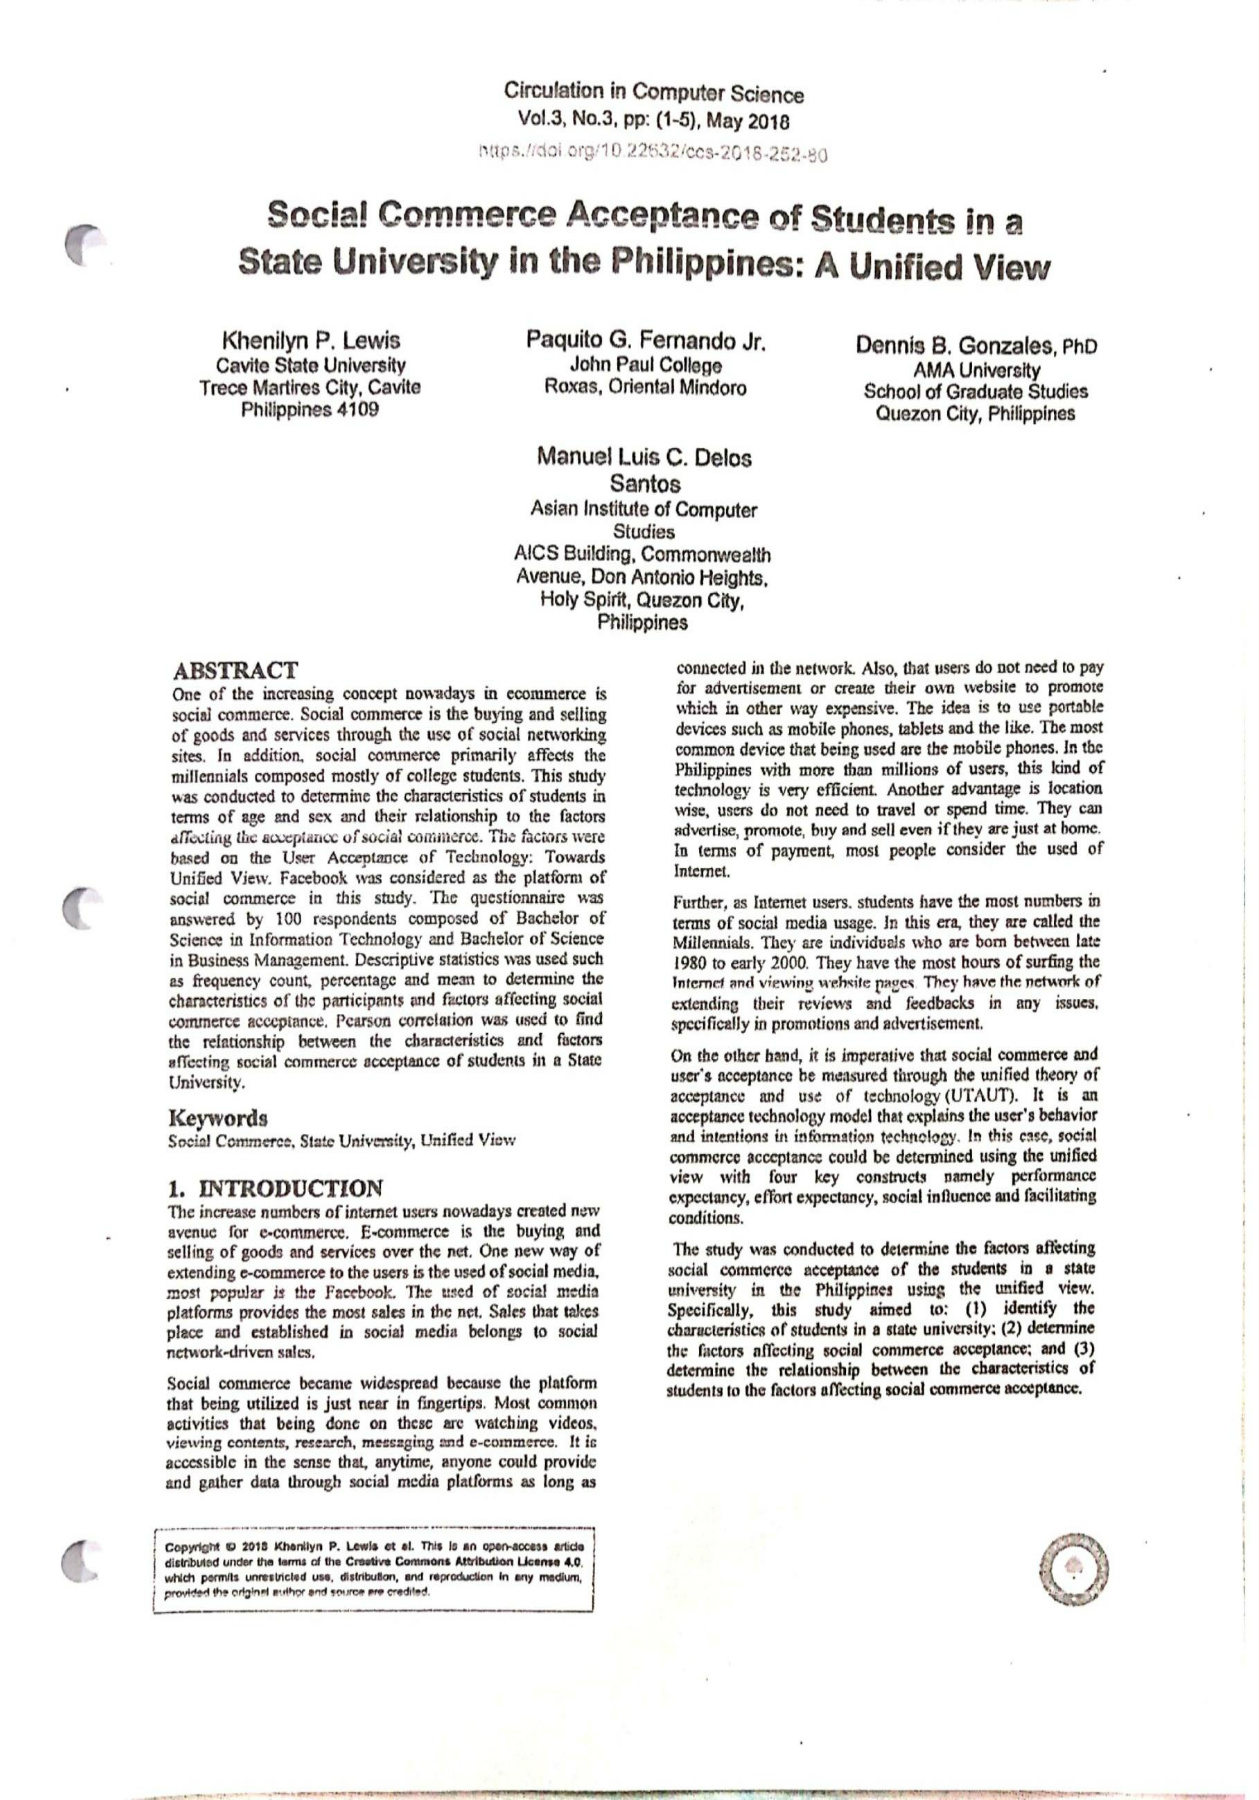 Circulation in Computer Science
Vol.3, No.3, pp: (1-5), May 2018
https://doi.org/10.22632/ccs-2018-252-80
Social Commerce Acceptance of Students in a
State University in the Philippines: A Unified View
Khenilyn P. Lewis
Cavite State University
Trece Martires City, Cavite
Philippines 4109
Paquito G. Fernando Jr.
John Paul College
Roxas, Oriental Mindoro
Dennis B. Gonzales, PhD
AMA University
School of Graduate Studies
Quezon City, Philippines
Manuel Luis C. Delos
Santos
Asian Institute of Computer
Studies
AICS Building, Commonwealth
Avenue, Don Antonio Heights,
Holy Spirit, Quezon City,
Philippines
ABSTRACT
One of the increasing concept nowadays in ecommerce is
social commerce. Social commerce is the buying and selling
of goods and services through the use of social networking
sites. In addition, social commerce primarily affects the
millennials composed mostly of college students. This study
was conducted to determine the characteristics of students in
terms of age and sex and their relationship to the factors
affecting the acceptance of social commerce. The factors were
based on the User Acceptance of Technology: Towards
Unified View. Facebook was considered as the platform of
social commerce in this study. The questionnaire was
answered by 100 respondents composed of Bachelor of
Science in Information Technology and Bachelor of Science
in Business Management. Descriptive statistics was used such
as frequency count, percentage and mean to determine the
characteristics of the participants and factors affecting social
commerce acceptance. Pearson correlation was used to find
the relationship between the characteristics and factors
affecting social commerce acceptance of students in a State
University.
Keywords
Social Commerce, State University, Unified View
1. INTRODUCTION
The increase numbers of internet users nowadays created new
avenue for e-commerce. E-commerce is the buying and
selling of goods and services over the net. One new way of
extending e-commerce to the users is the used of social media,
most popular is the Facebook. The used of social media
platforms provides the most sales in the net. Sales that takes
place and established in social media belongs to social
network-driven sales.
Social commerce became widespread because the platform
that being utilized is just near in fingertips. Most common
activities that being done on these are watching videos,
viewing contents, research, messaging and e-commerce. It is
accessible in the sense that, anytime, anyone could provide
and gather data through social media platforms as long as
connected in the network. Also, that users do not need to pay
for advertisement or create their own website to promote
which in other way expensive. The idea is to use portable
devices such as mobile phones, tablets and the like. The most
common device that being used are the mobile phones. In the
Philippines with more than millions of users, this kind of
technology is very efficient. Another advantage is location
wise, users do not need to travel or spend time. They can
advertise, promote, buy and sell even if they are just at home.
In terms of payment, most people consider the used of
Internet.
Further, as Internet users. students have the most numbers in
terms of social media usage. In this era, they are called the
Millennials. They are individuals who are born between late
1980 to early 2000. They have the most hours of surfing the
Internet and viewing website pages. They have the network of
extending their reviews and feedbacks in any issues,
specifically in promotions and advertisement.
On the other hand, it is imperative that social commerce and
user's acceptance be measured through the unified theory of
acceptance and use of technology (UTAUT). It is an
acceptance technology model that explains the user's behavior
and intentions in information technology. In this case, social
commerce acceptance could be determined using the unified
view with four key constructs namely performance
expectancy, effort expectancy, social influence and facilitating
conditions.
The study was conducted to determine the factors affecting
social commerce acceptance of the students in a state
university in the Philippines using the unified view.
Specifically, this study aimed to: (1) identify the
characteristics of students in a state university; (2) determine
the factors affecting social commerce acceptance; and (3)
determine the relationship between the characteristics of
students to the factors affecting social commerce acceptance.
Copyright © 2018 Khenilyn P. Lewis et al. This is an open-access article
distributed under the terms of the Creative Commons Attribution License 4.0,
which permits unrestricted use, distribution, and reproduction in any medium,
provided the original author and source are credited.